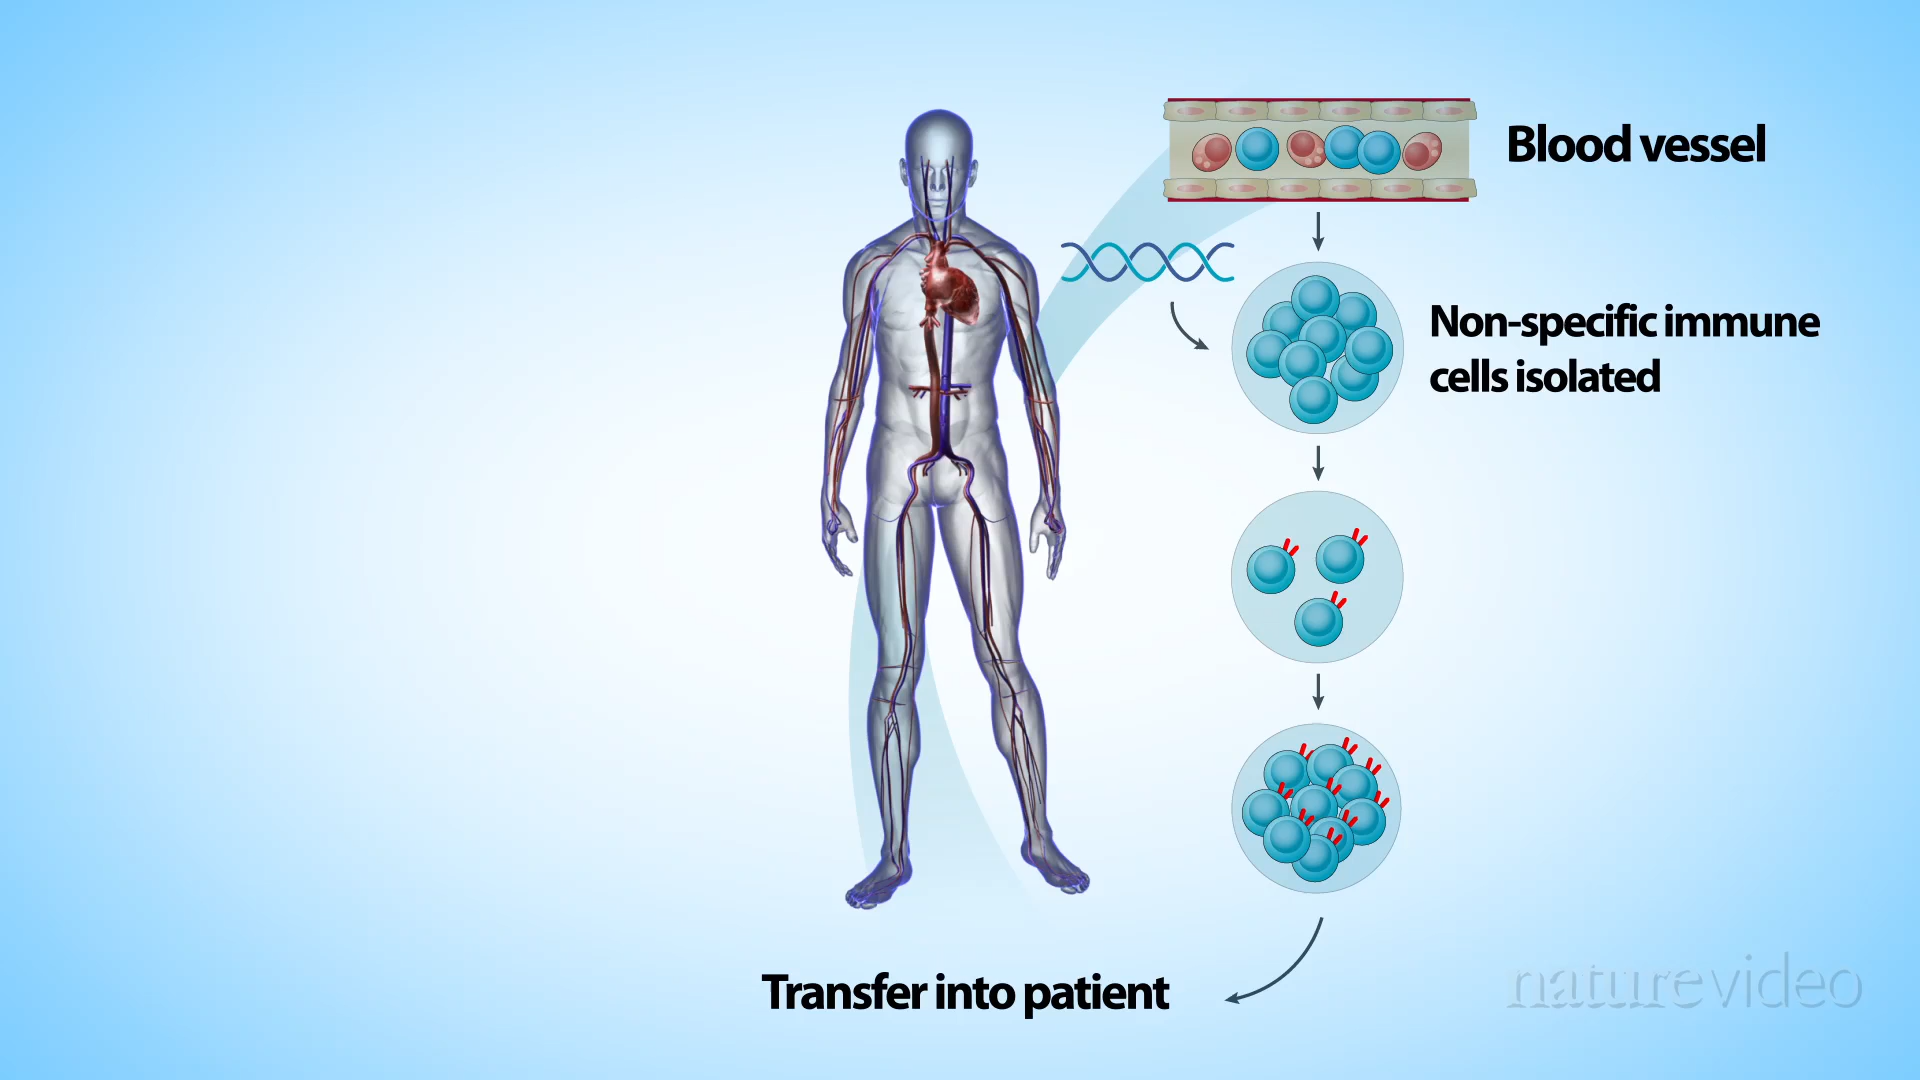 Blood vessel
Non-specific immune
cells isolated
Transfer into patient
naturevideo